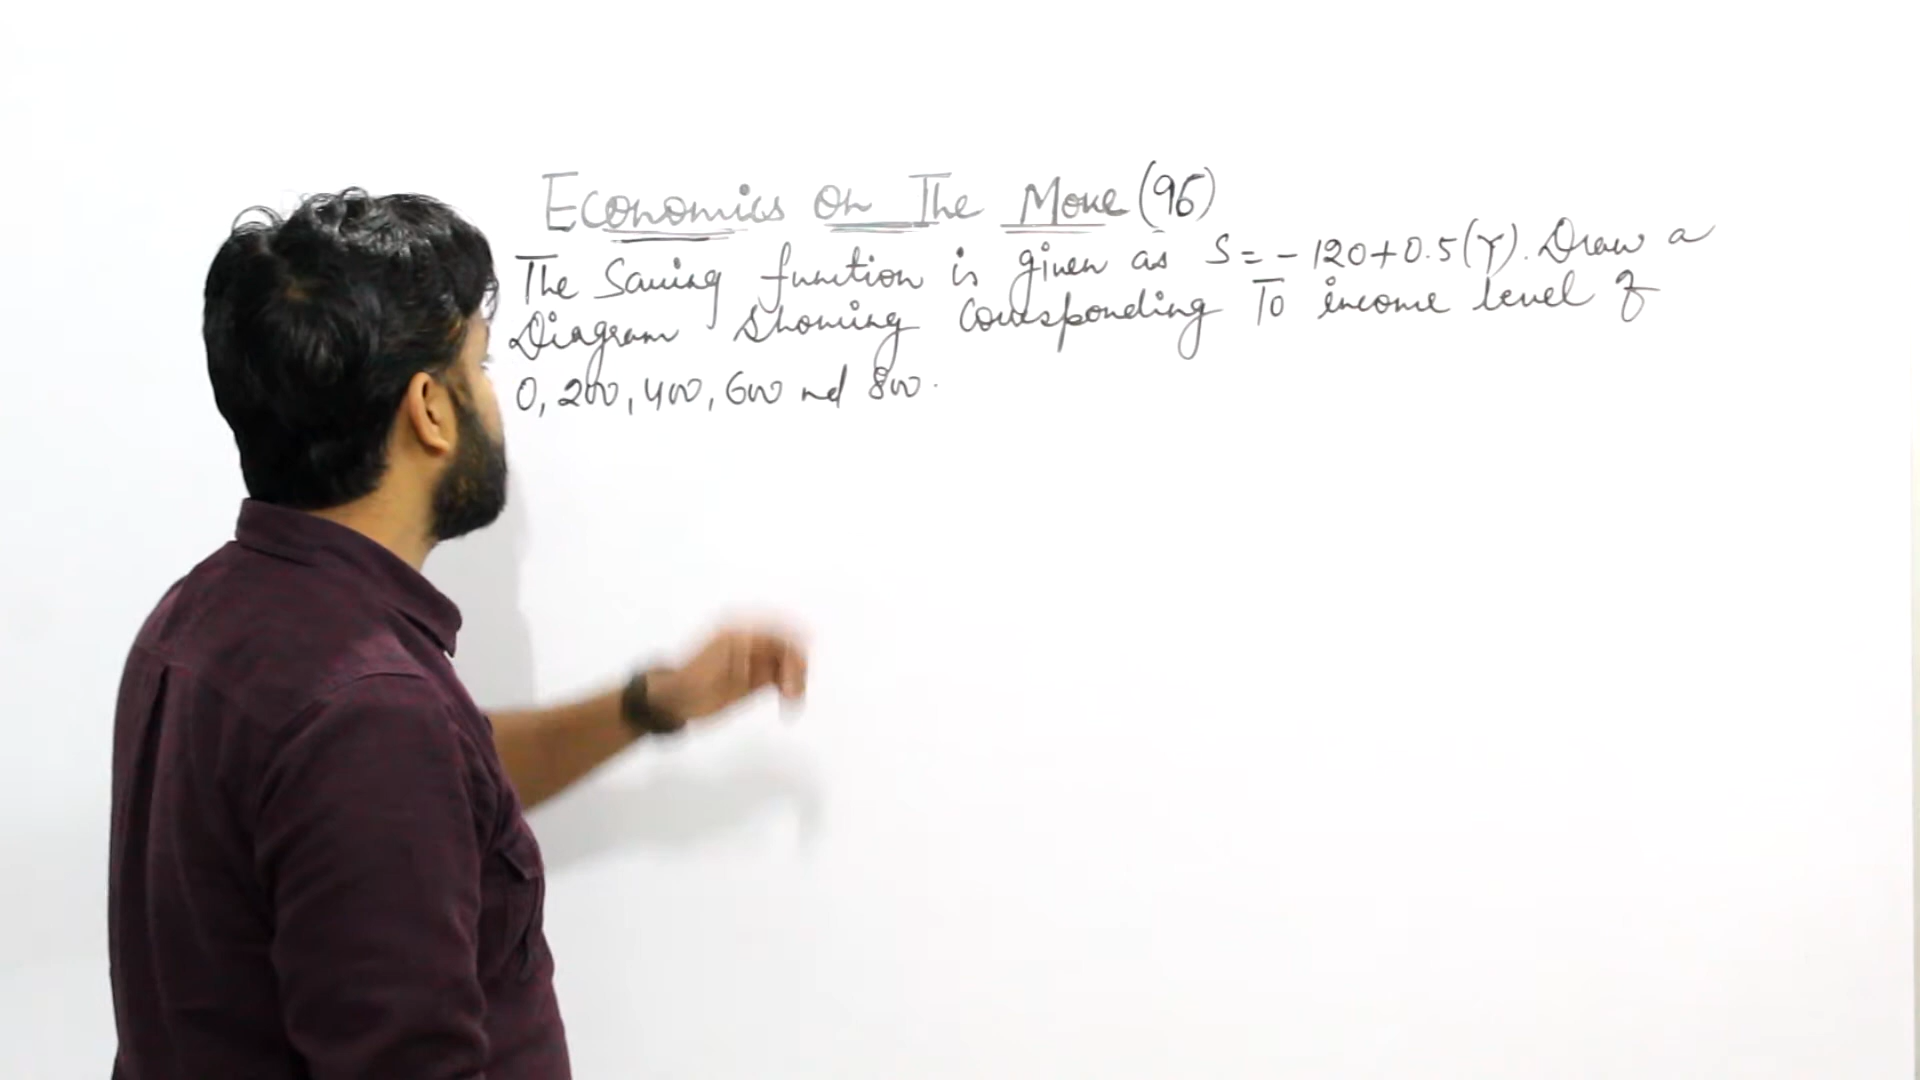 Economics On The Move (96)
The Saving function is given as S = - 120 + 0.5 (Y). Draw a
Diagram showing corresponding To income level of
0, 200, 400, 600 nd 800.